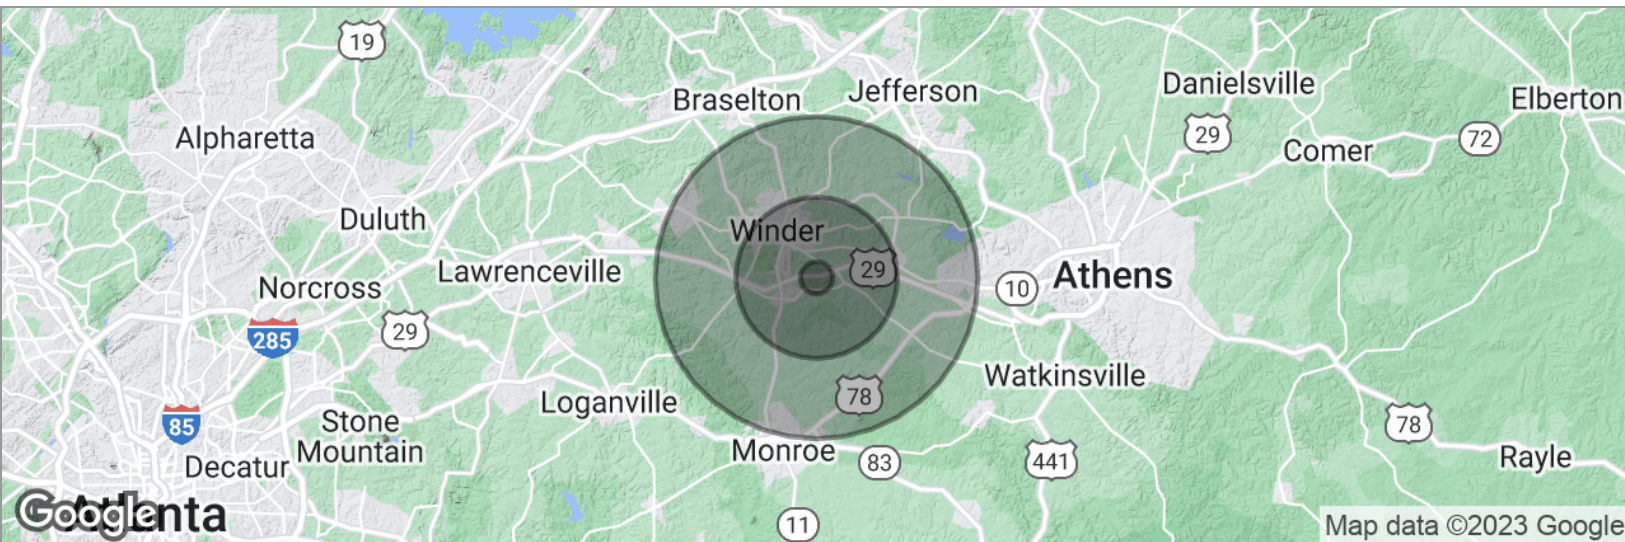 19
Braselton
Jefferson
Danielsville
Elberton
Alpharetta
29
72
Comer
Duluth
Winder
Lawrenceville
29
Athens
10
Norcross
285
29
Watkinsville
Loganville
78
85
Stone
Mountain
78
Monroe
83
441
Rayle
Decatur
Google
Atlanta
11
Map data ©2023 Google